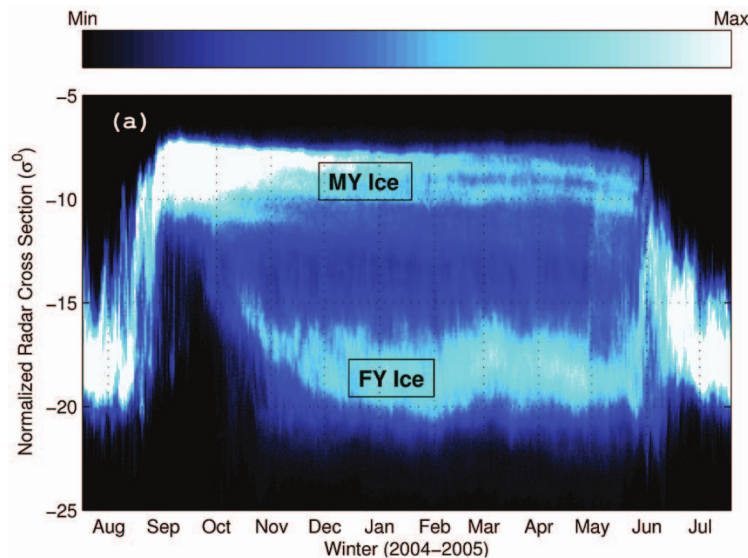 Min Max
-5
(a)
MY Ice
-10
Normalized Radar Cross Section (σ⁰)
-15
FY Ice
-20
-25
Aug Sep Oct Nov Dec Jan Feb Mar Apr May Jun Jul
Winter (2004-2005)